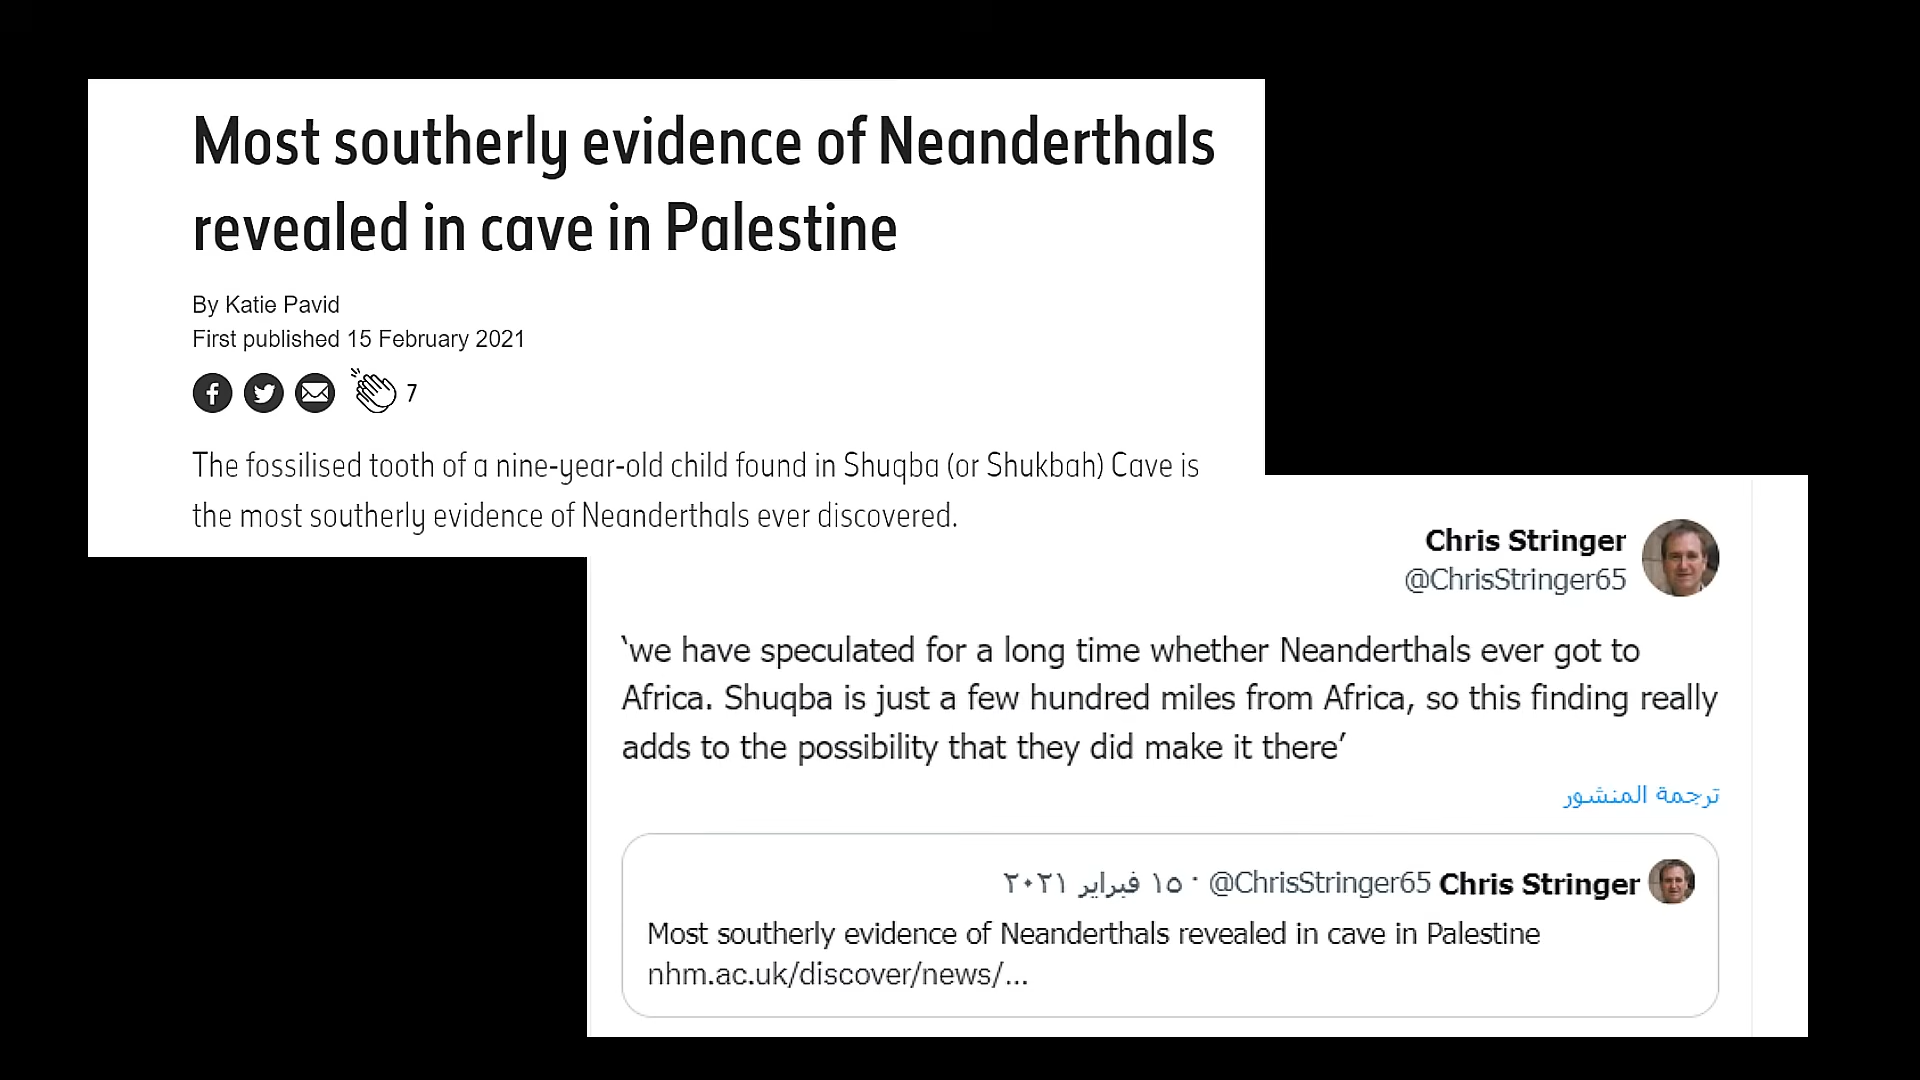 Most southerly evidence of Neanderthals
revealed in cave in Palestine
By Katie Pavid
First published 15 February 2021
7
The fossilised tooth of a nine-year-old child found in Shuqba (or Shukbah) Cave is
the most southerly evidence of Neanderthals ever discovered.
Chris Stringer
@ChrisStringer65
‘we have speculated for a long time whether Neanderthals ever got to
Africa. Shuqba is just a few hundred miles from Africa, so this finding really
adds to the possibility that they did make it there’
ترجمة المنشور
Chris Stringer @ChrisStringer65 · ١٥ فبراير ٢٠٢١
Most southerly evidence of Neanderthals revealed in cave in Palestine
nhm.ac.uk/discover/news/...